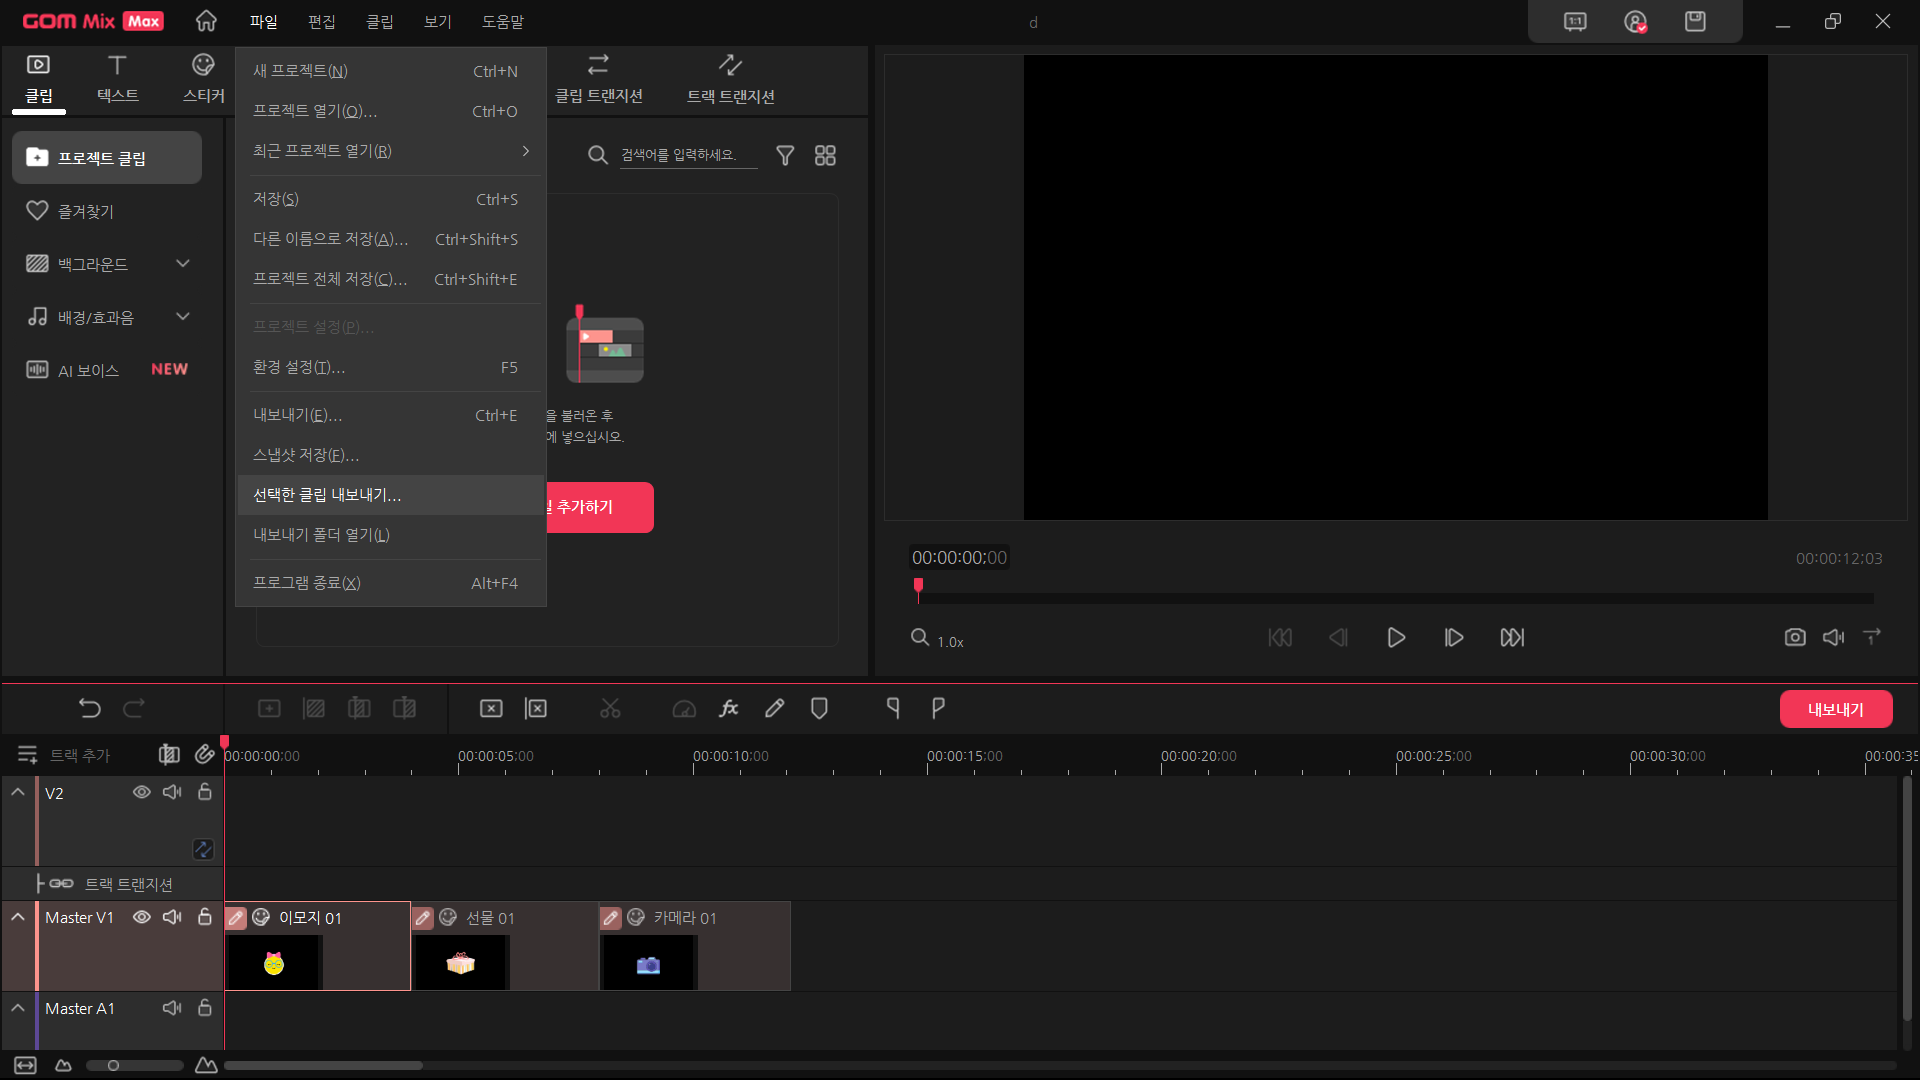 GOM Mix Max
파일 편집 클립 보기 도움말
d
1:1
클립
텍스트
스티커
클립 트랜지션
트랙 트랜지션
프로젝트 클립
즐겨찾기
백그라운드
배경/효과음
AI 보이스 NEW
새 프로젝트(N) Ctrl+N
프로젝트 열기(O)... Ctrl+O
최근 프로젝트 열기(R)
저장(S) Ctrl+S
다른 이름으로 저장(A)... Ctrl+Shift+S
프로젝트 전체 저장(C)... Ctrl+Shift+E
프로젝트 설정(P)...
환경 설정(T)... F5
내보내기(E)... Ctrl+E
스냅샷 저장(F)...
선택한 클립 내보내기...
내보내기 폴더 열기(L)
프로그램 종료(X) Alt+F4
검색어를 입력하세요.
을 불러온 후
에 넣으십시오.
추가하기
00:00:00;00
00:00:12;03
1.0x
1
fx
내보내기
트랙 추가
00:00:00;00 00:00:05;00 00:00:10;00 00:00:15;00 00:00:20;00 00:00:25;00 00:00:30;00 00:00:35
V2
트랙 트랜지션
Master V1
이모지 01
선물 01
카메라 01
Master A1